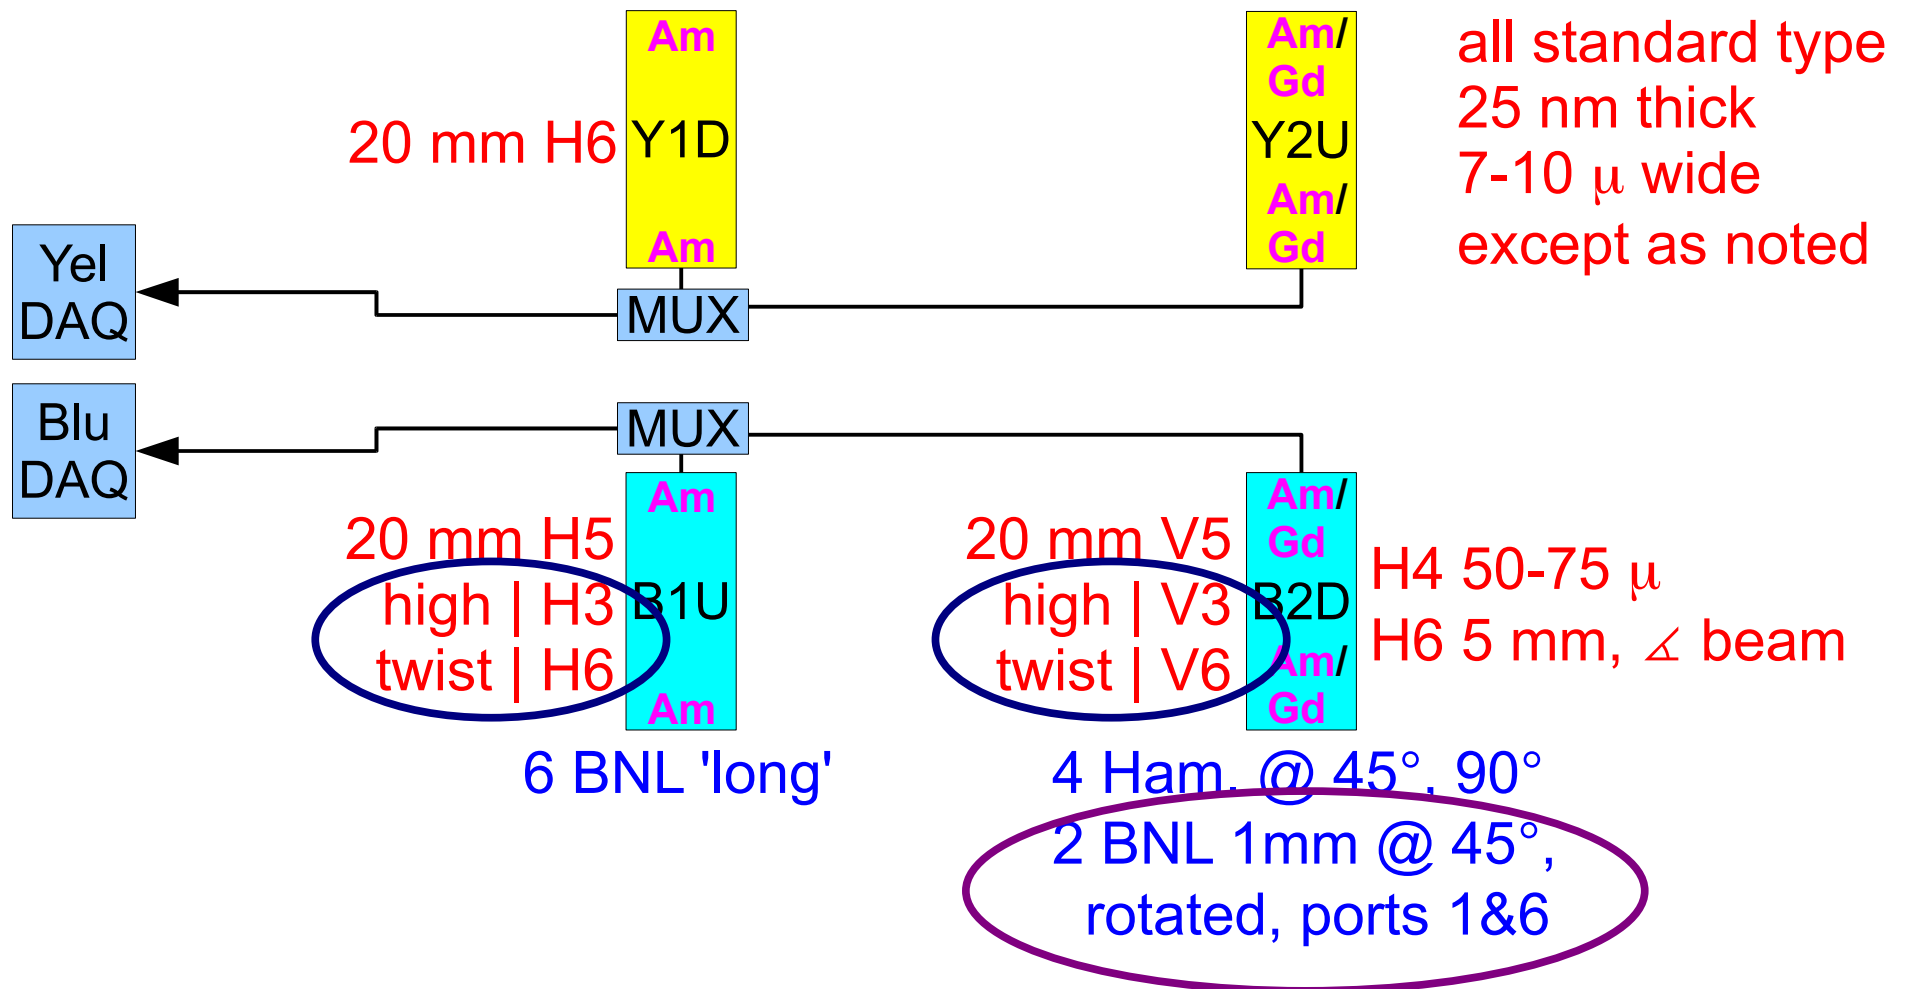 Am
Am/
Gd
all standard type
25 nm thick
7-10 μ wide
except as noted
20 mm H6
Y1D
Y2U
Am
Am/
Gd
Yel
DAQ
MUX
Blu
DAQ
MUX
Am
Am/
Gd
20 mm H5
high | H3
twist | H6
B1U
20 mm V5
high | V3
twist | V6
B2D
H4 50-75 μ
H6 5 mm, ∡ beam
Am
Am/
Gd
6 BNL 'long'
4 Ham. @ 45°, 90°
2 BNL 1mm @ 45°,
rotated, ports 1&6